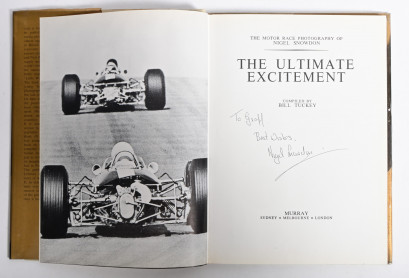 THE MOTOR RACE PHOTOGRAPHY OF
NIGEL SNOWDON
THE ULTIMATE
EXCITEMENT
COMPILED BY
BILL TUCKEY
To Geoff
Best Wishes
Nigel Snowdon
MURRAY
SYDNEY • MELBOURNE • LONDON